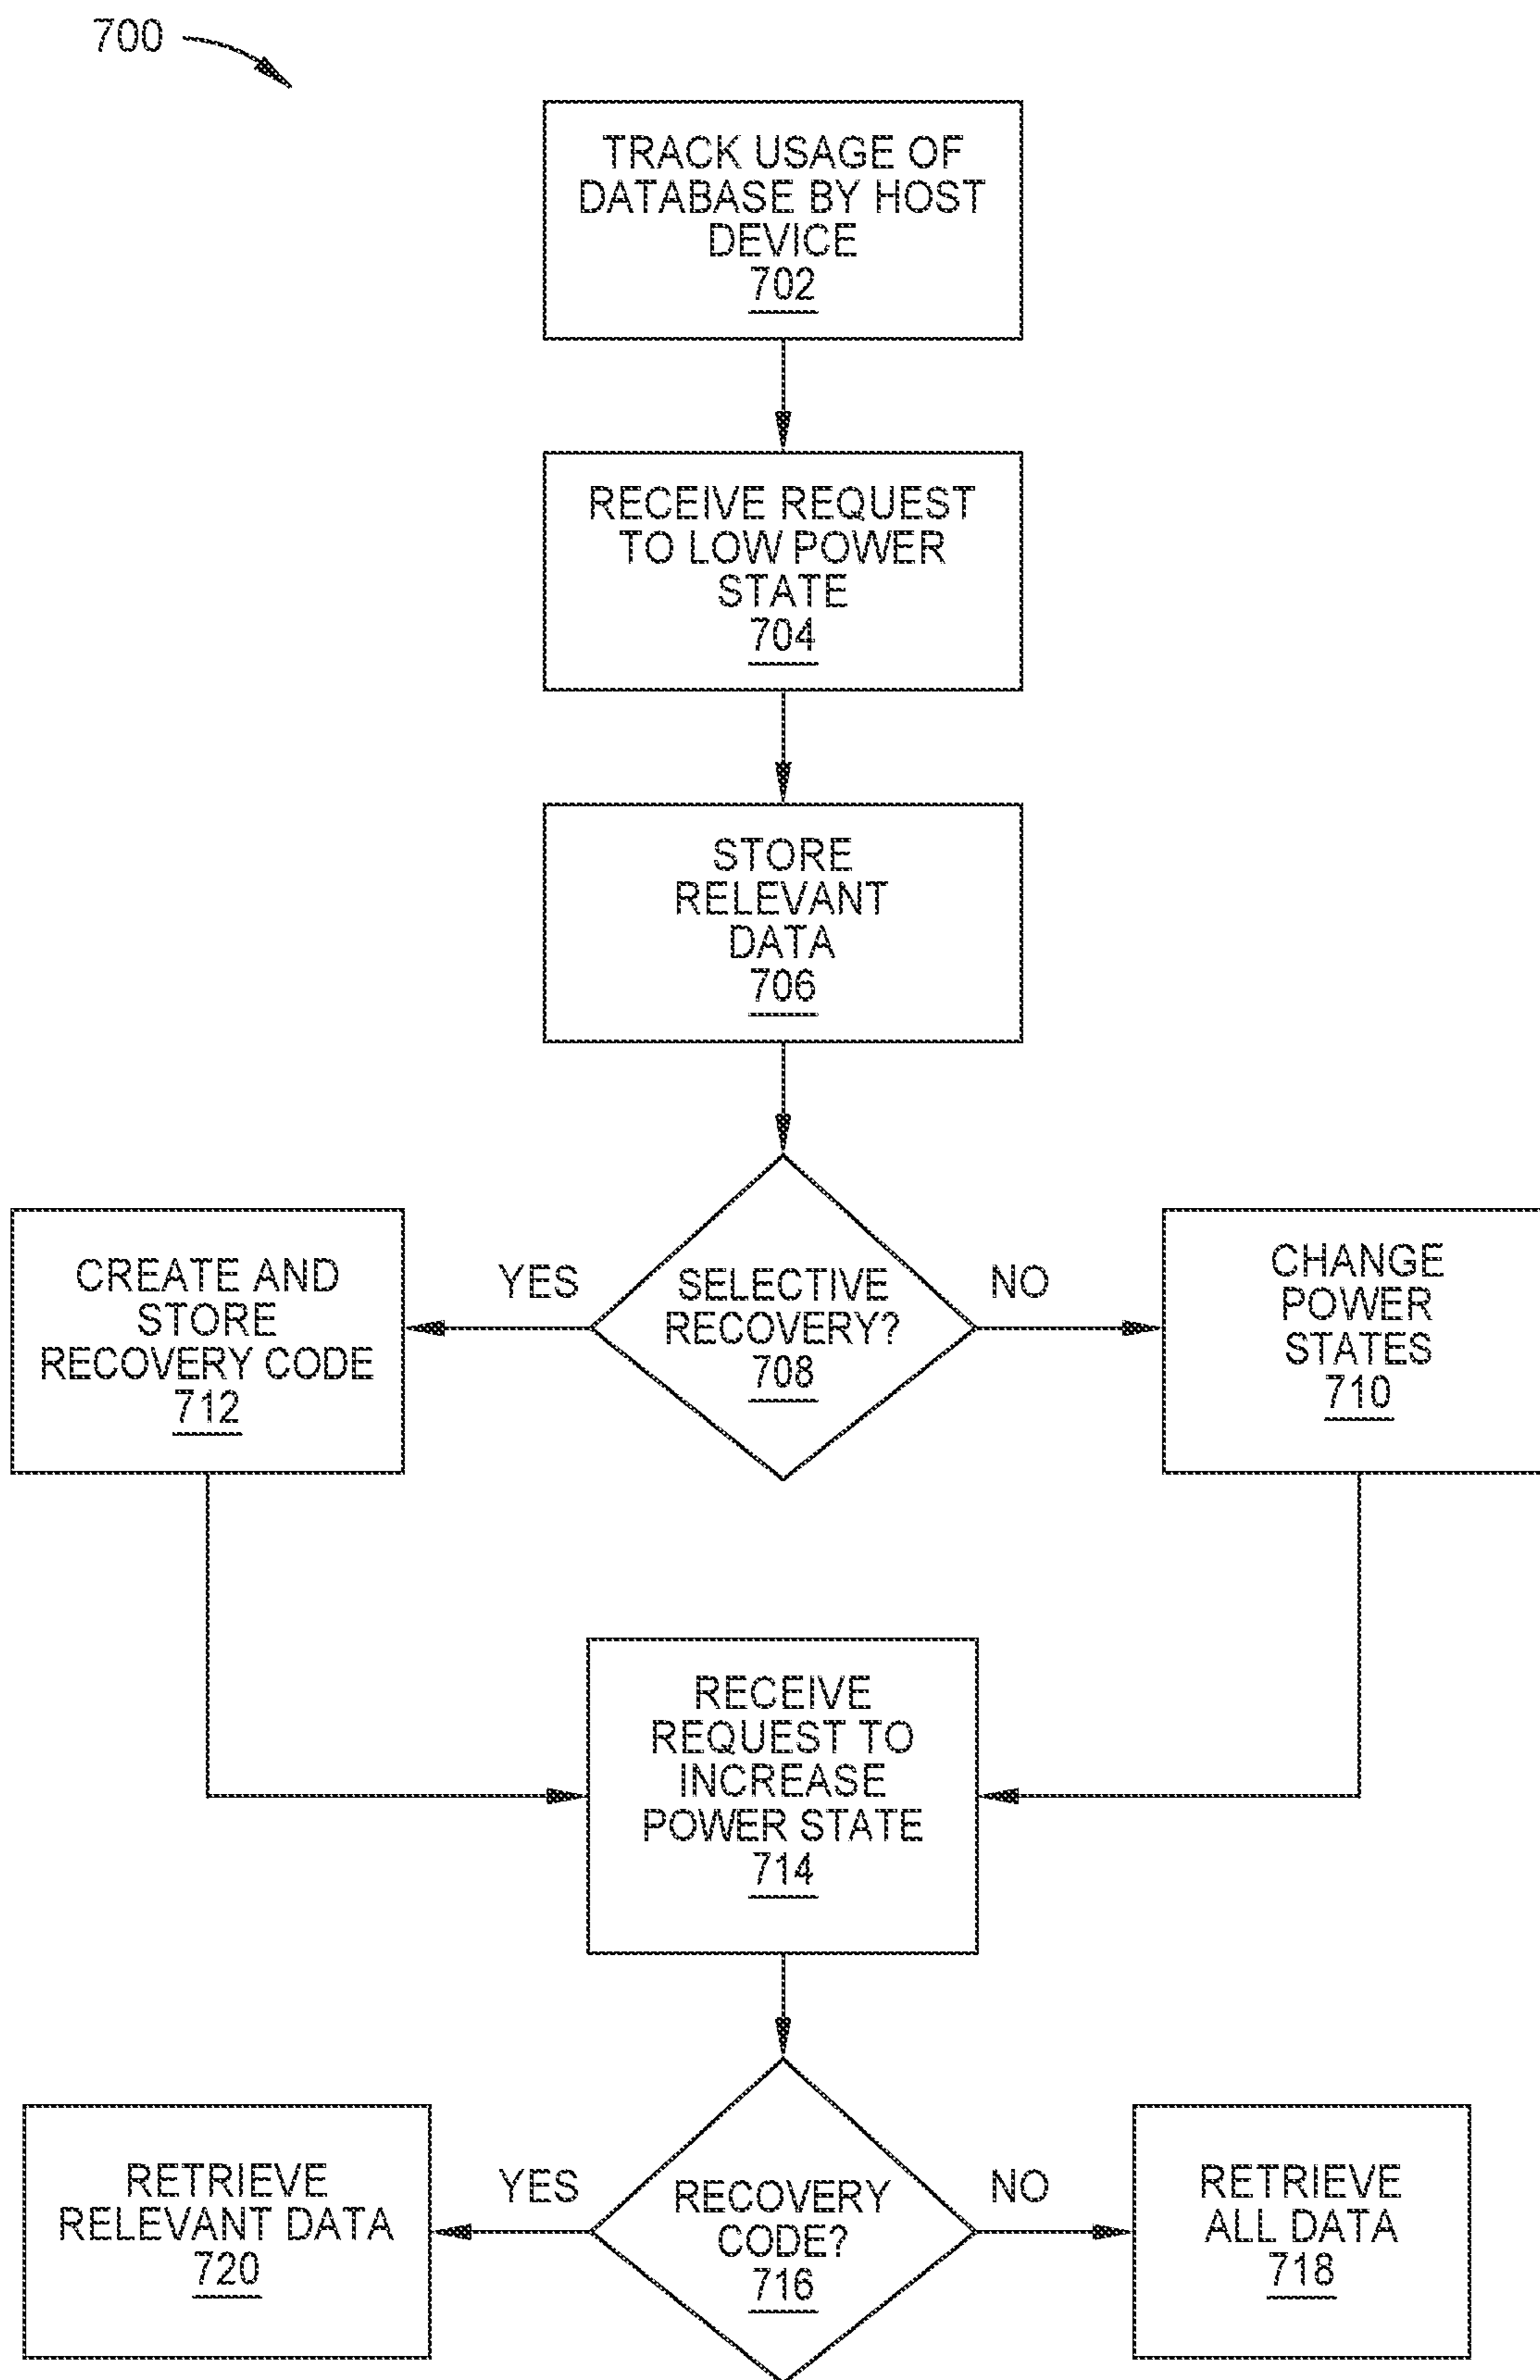 700
TRACK USAGE OF
DATABASE BY HOST
DEVICE
702
RECEIVE REQUEST
TO LOW POWER
STATE
704
STORE
RELEVANT
DATA
706
CREATE AND
STORE
RECOVERY CODE
712
YES
SELECTIVE
RECOVERY?
708
NO
CHANGE
POWER
STATES
710
RECEIVE
REQUEST TO
INCREASE
POWER STATE
714
RETRIEVE
RELEVANT DATA
720
YES
RECOVERY
CODE?
716
NO
RETRIEVE
ALL DATA
718